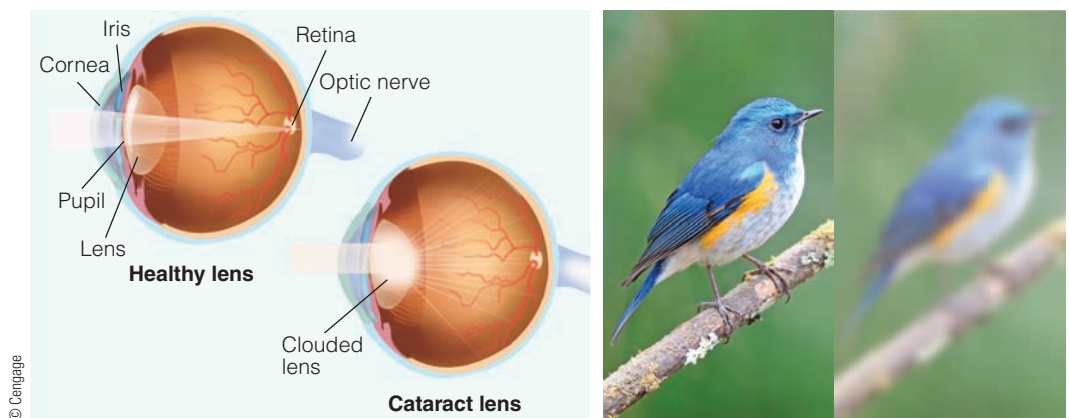 Iris
Cornea
Retina
Optic nerve
Pupil
Lens
Healthy lens
Clouded
lens
Cataract lens
© Cengage